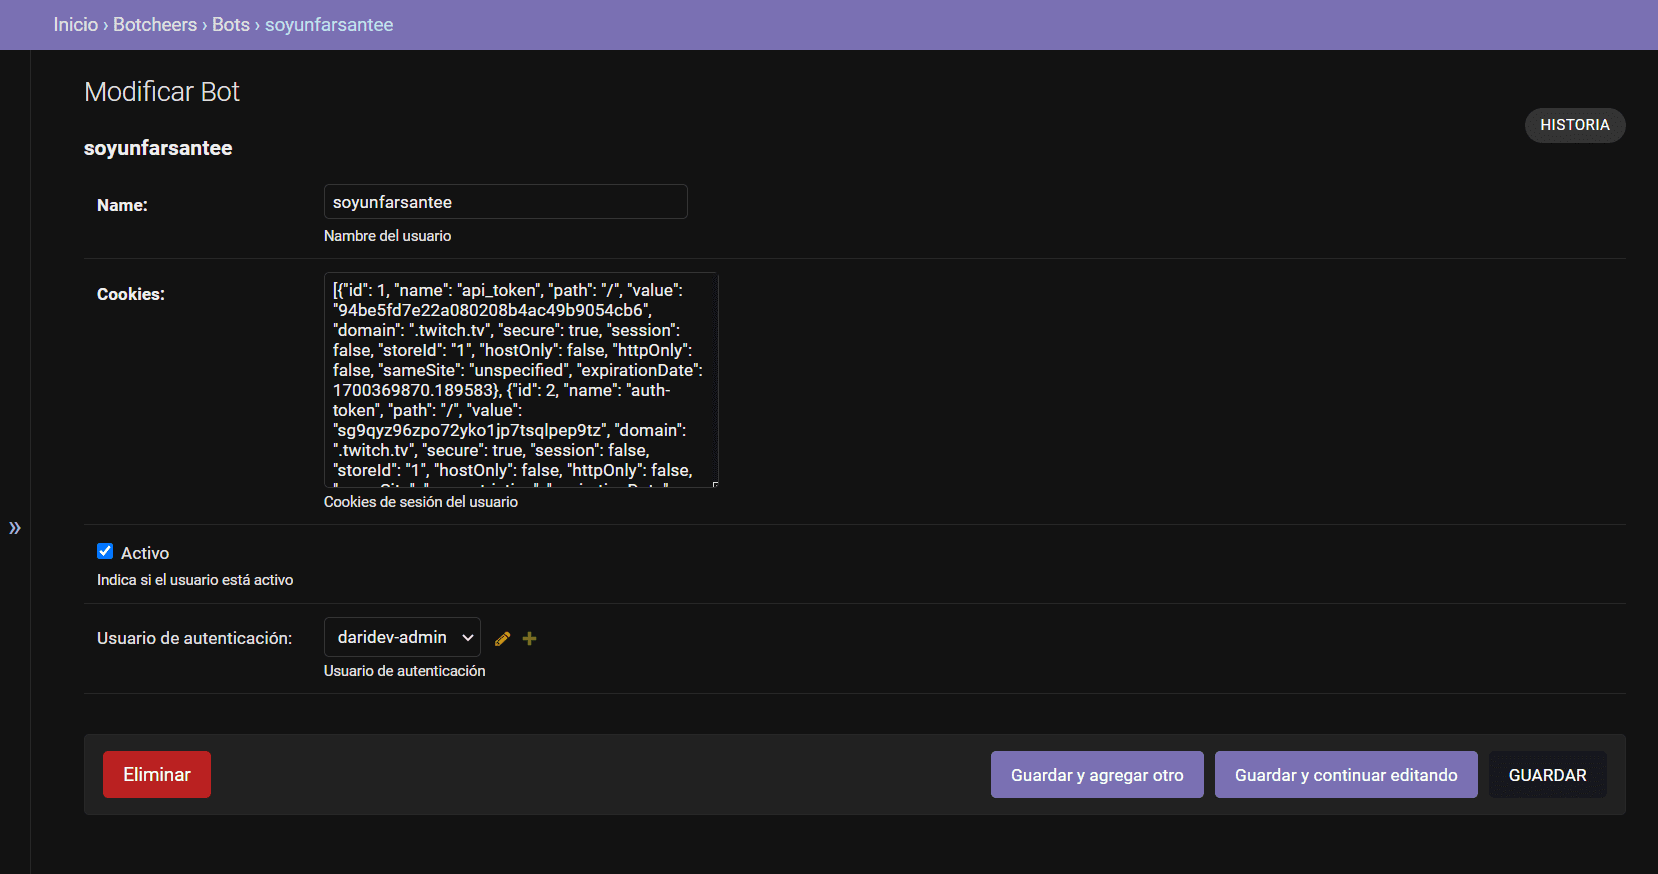 Inicio › Botcheers › Bots › soyunfarsantee
Modificar Bot
HISTORIA
soyunfarsantee
Name:
soyunfarsantee
Nombre del usuario
Cookies:
[{"id": 1, "name": "api_token", "path": "/", "value":
"94be5fd7e22a080208b4ac49b9054cb6",
"domain": ".twitch.tv", "secure": true, "session":
false, "storeId": "1", "hostOnly": false, "httpOnly":
false, "sameSite": "unspecified", "expirationDate":
1700369870.189583}, {"id": 2, "name": "auth-
token", "path": "/", "value":
"sg9qyz96zpo72yko1jp7tsqlpep9tz", "domain":
".twitch.tv", "secure": true, "session": false,
"storeId": "1", "hostOnly": false, "httpOnly": false,
Cookies de sesión del usuario
»
Activo
Indica si el usuario está activo
Usuario de autenticación:
daridev-admin
Usuario de autenticación
Eliminar
Guardar y agregar otro
Guardar y continuar editando
GUARDAR